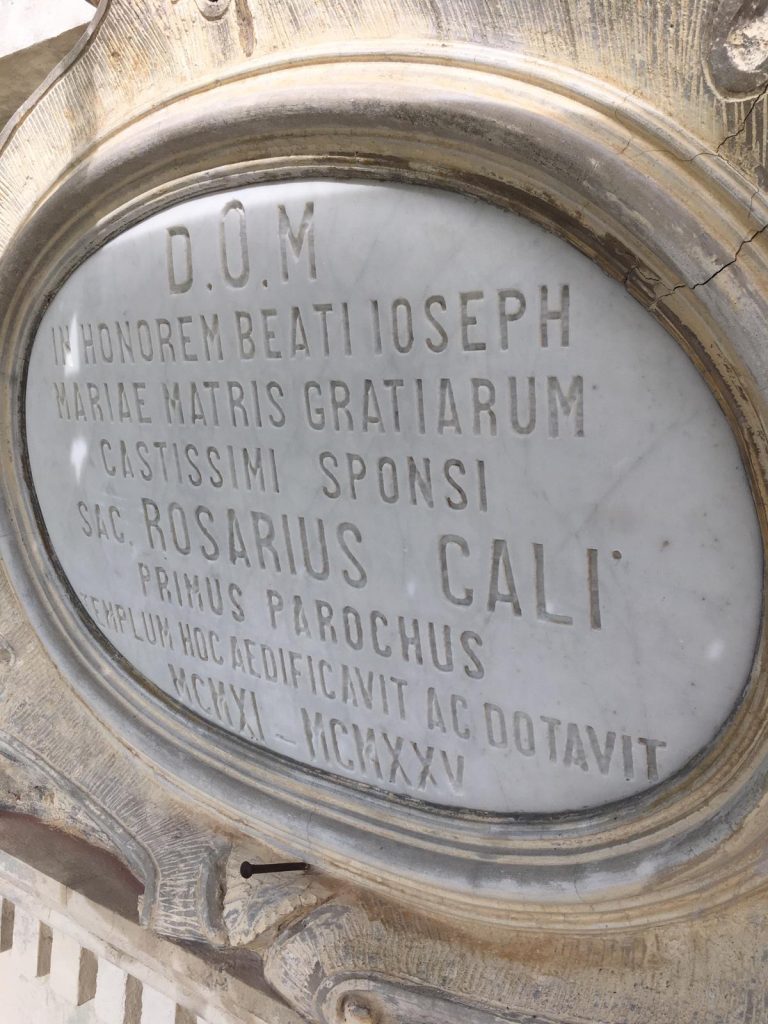 D.O.M
IN HONOREM BEATI IOSEPH
MARIAE MATRIS GRATIARUM
CASTISSIMI SPONSI
SAC. ROSARIUS CALI'
PRIMUS PAROCHUS
TEMPLUM HOC AEDIFICAVIT AC DOTAVIT
MCMXI - MCMXXV